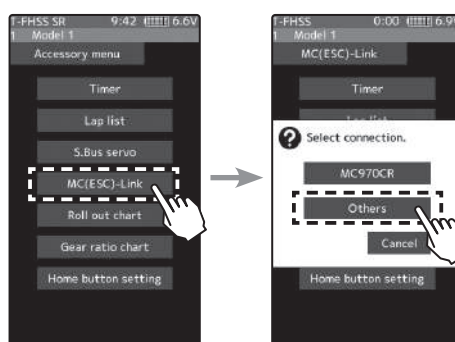 T-FHSS SR 9:42 6.6V
1 Model 1
Accessory menu
Timer
Lap list
S.Bus servo
MC(ESC)-Link
Roll out chart
Gear ratio chart
Home button setting
T-FHSS 0:00 6.9V
1 Model 1
MC(ESC)-Link
Timer
Select connection.
MC970CR
Others
Cancel
Home button setting